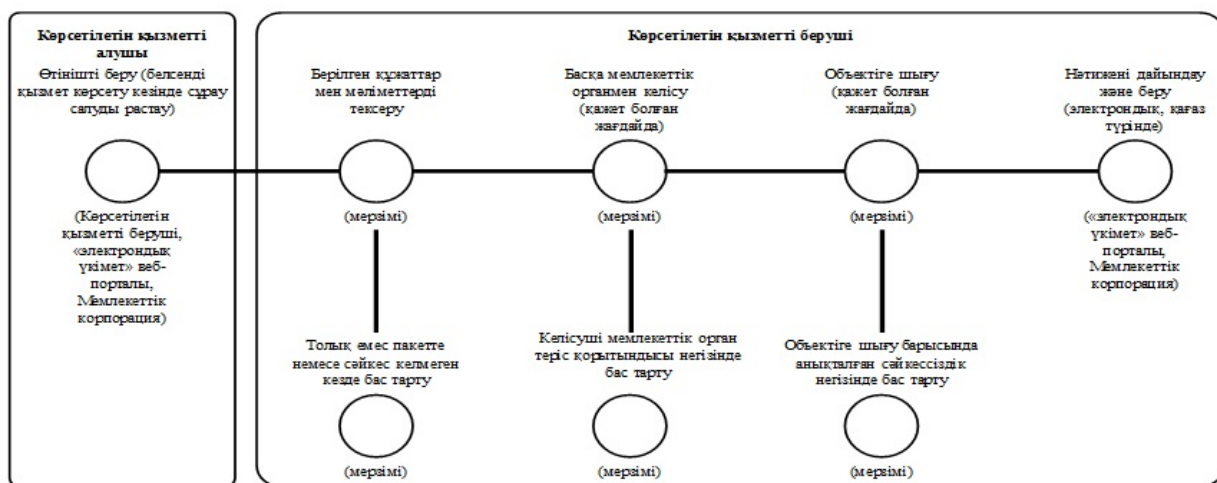 Көрсетілетін қызметті
алушы
Өтінішті беру (белсенді
қызмет көрсету кезінде сұрау
салуды растау)
(Көрсетілетін
қызметті беруші,
«электрондық
үкімет» веб-
порталы,
Мемлекеттік
корпорация)
Көрсетілетін қызметті беруші
Берілген құжаттар
мен мәліметтерді
тексеру
(мерзімі)
Басқа мемлекеттік
органмен келісу
(қажет болған
жағдайда)
(мерзімі)
Объектіге шығу
(қажет болған
жағдайда)
(мерзімі)
Нәтижені дайындау
және беру
(электрондық, қағаз
түрінде)
(«электрондық
үкімет» веб-
порталы,
Мемлекеттік
корпорация)
Толық емес пакетте
немесе сәйкес келмеген
кезде бас тарту
(мерзімі)
Келісуші мемлекеттік орган
теріс қорытындысы негізінде
бас тарту
(мерзімі)
Объектіге шығу барысында
анықталған сәйкессіздік
негізінде бас тарту
(мерзімі)